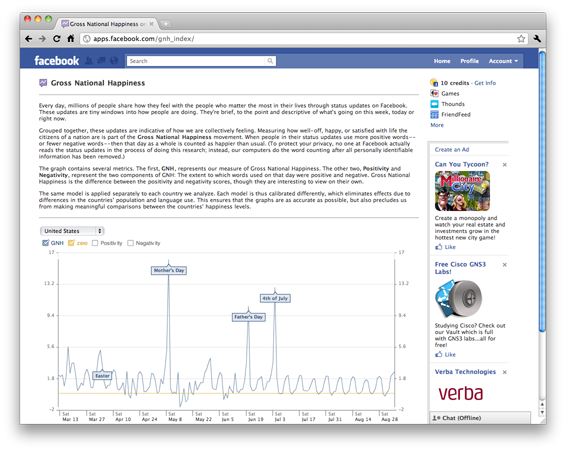 Gross National Happiness or
apps.facebook.com/gnh_index/
facebook
Search
Home Profile Account
Gross National Happiness
Every day, millions of people share how they feel with the people who matter the most in their lives through status updates on Facebook.
These updates are tiny windows into how people are doing. They're brief, to the point and descriptive of what's going on this week, today or
right now.
Grouped together, these updates are indicative of how we are collectively feeling. Measuring how well-off, happy, or satisfied with life the
citizens of a nation are is part of the Gross National Happiness movement. When people in their status updates use more positive words--
or fewer negative words--then that day as a whole is counted as happier than usual. (To protect your privacy, no one at Facebook actually
reads the status updates in the process of doing this research; instead, our computers do the word counting after all personally identifiable
information has been removed.)
The graph contains several metrics. The first, GNH, represents our measure of Gross National Happiness. The other two, Positivity and
Negativity, represent the two components of GNH: The extent to which words used on that day were positive and negative. Gross National
Happiness is the difference between the positivity and negativity scores, though they are interesting to view on their own.
The same model is applied separately to each country we analyze. Each model is thus calibrated differently, which eliminates effects due to
differences in the countries' population and language use. This ensures that the graphs are as accurate as possible, but also precludes us
from making meaningful comparisons between the countries' happiness levels.
United States
GNH zero Positivity Negativity
17 17
13.2 13.2
9.4 9.4
5.6 5.6
1.8 1.8
-2 -2
Mother's Day
4th of July
Father's Day
Easter
Sat Sat Sat Sat Sat Sat Sat Sat Sat Sat Sat Sat Sat
Mar 13 Mar 27 Apr 10 Apr 24 May 8 May 22 Jun 5 Jun 19 Jul 3 Jul 17 Jul 31 Aug 14 Aug 28
10 credits - Get Info
Games
Thounds
FriendFeed
More
Create an Ad
Can You Tycoon?
Millionaire
City
Create a monopoly and
watch your real estate and
investments grow in the
hottest new city game!
Like
Free Cisco GNS3
Labs!
Studying Cisco? Check out
our Vault which is full
with GNS3 labs...all for
free!
Like
Verba Technologies
verba
Chat (Offline)